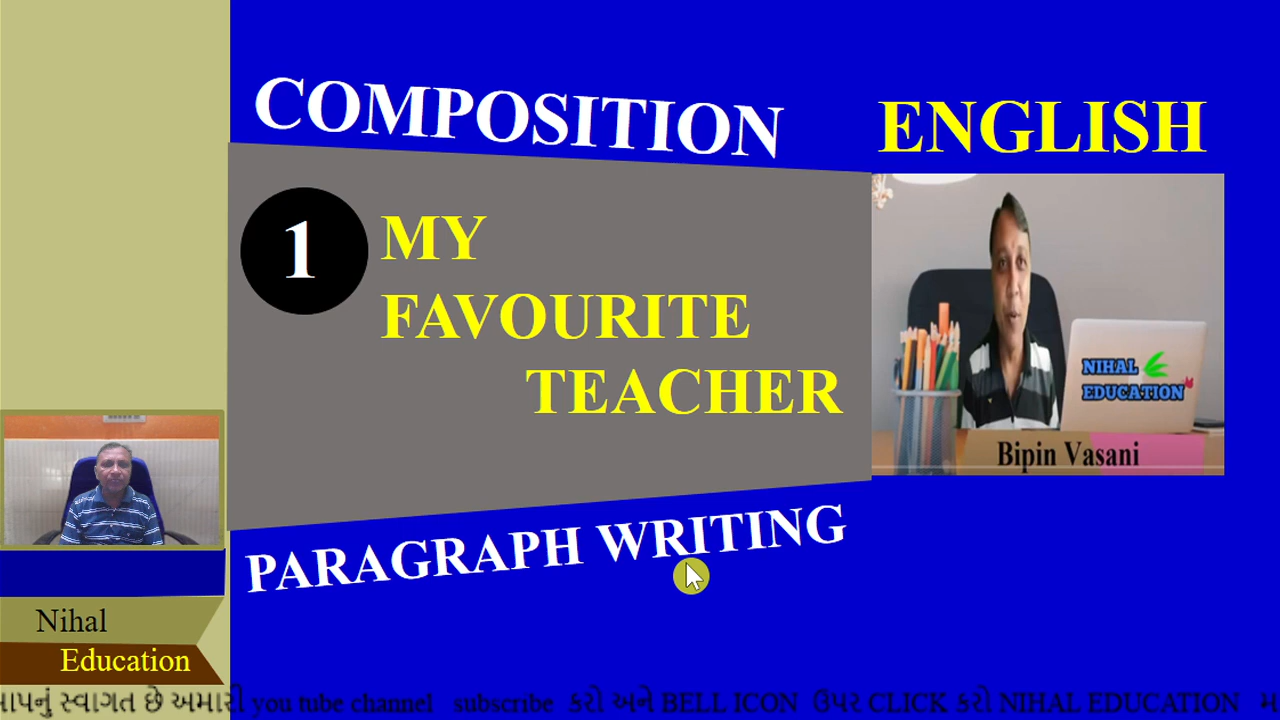 COMPOSITION
ENGLISH
1
MY
FAVOURITE
TEACHER
NIHAL
EDUCATION
Bipin Vasani
PARAGRAPH WRITING
Nihal
Education
આપનું સ્વાગત છે અમારી you tube channel subscribe કરો અને BELL ICON ઉપર CLICK કરો NIHAL EDUCATION